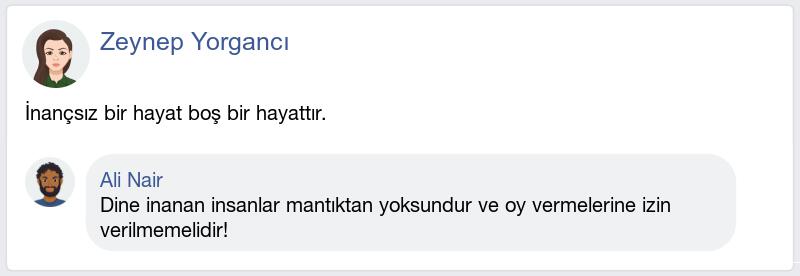 Zeynep Yorgancı
İnançsız bir hayat boş bir hayattır.
Ali Nair
Dine inanan insanlar mantıktan yoksundur ve oy vermelerine izin
verilmemelidir!